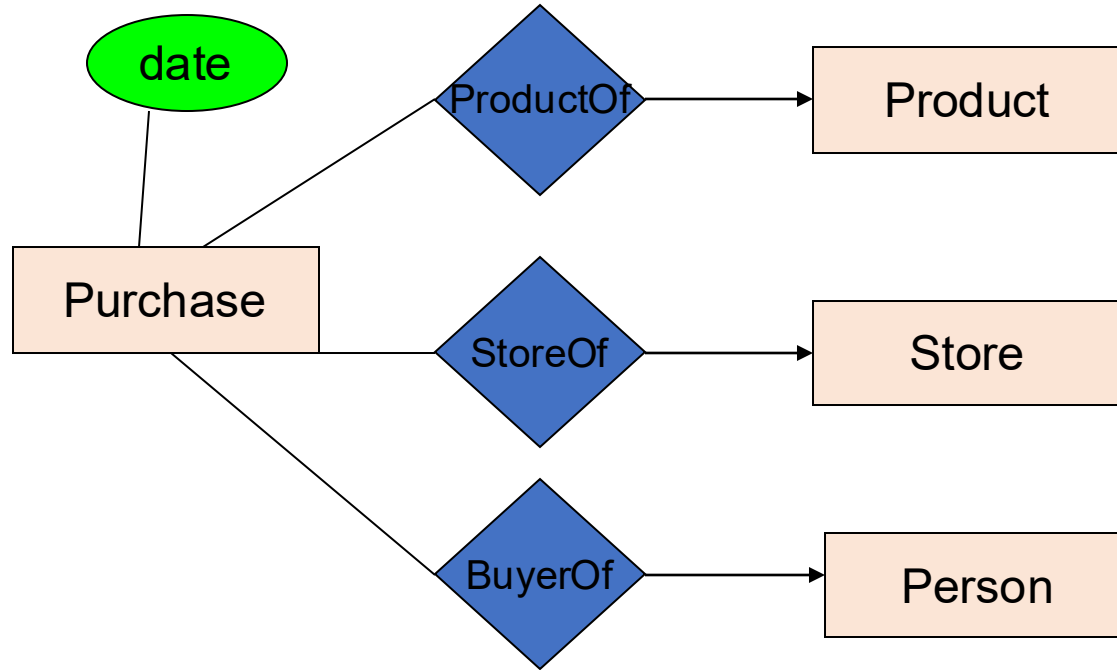 date
ProductOf
Product
Purchase
StoreOf
Store
BuyerOf
Person